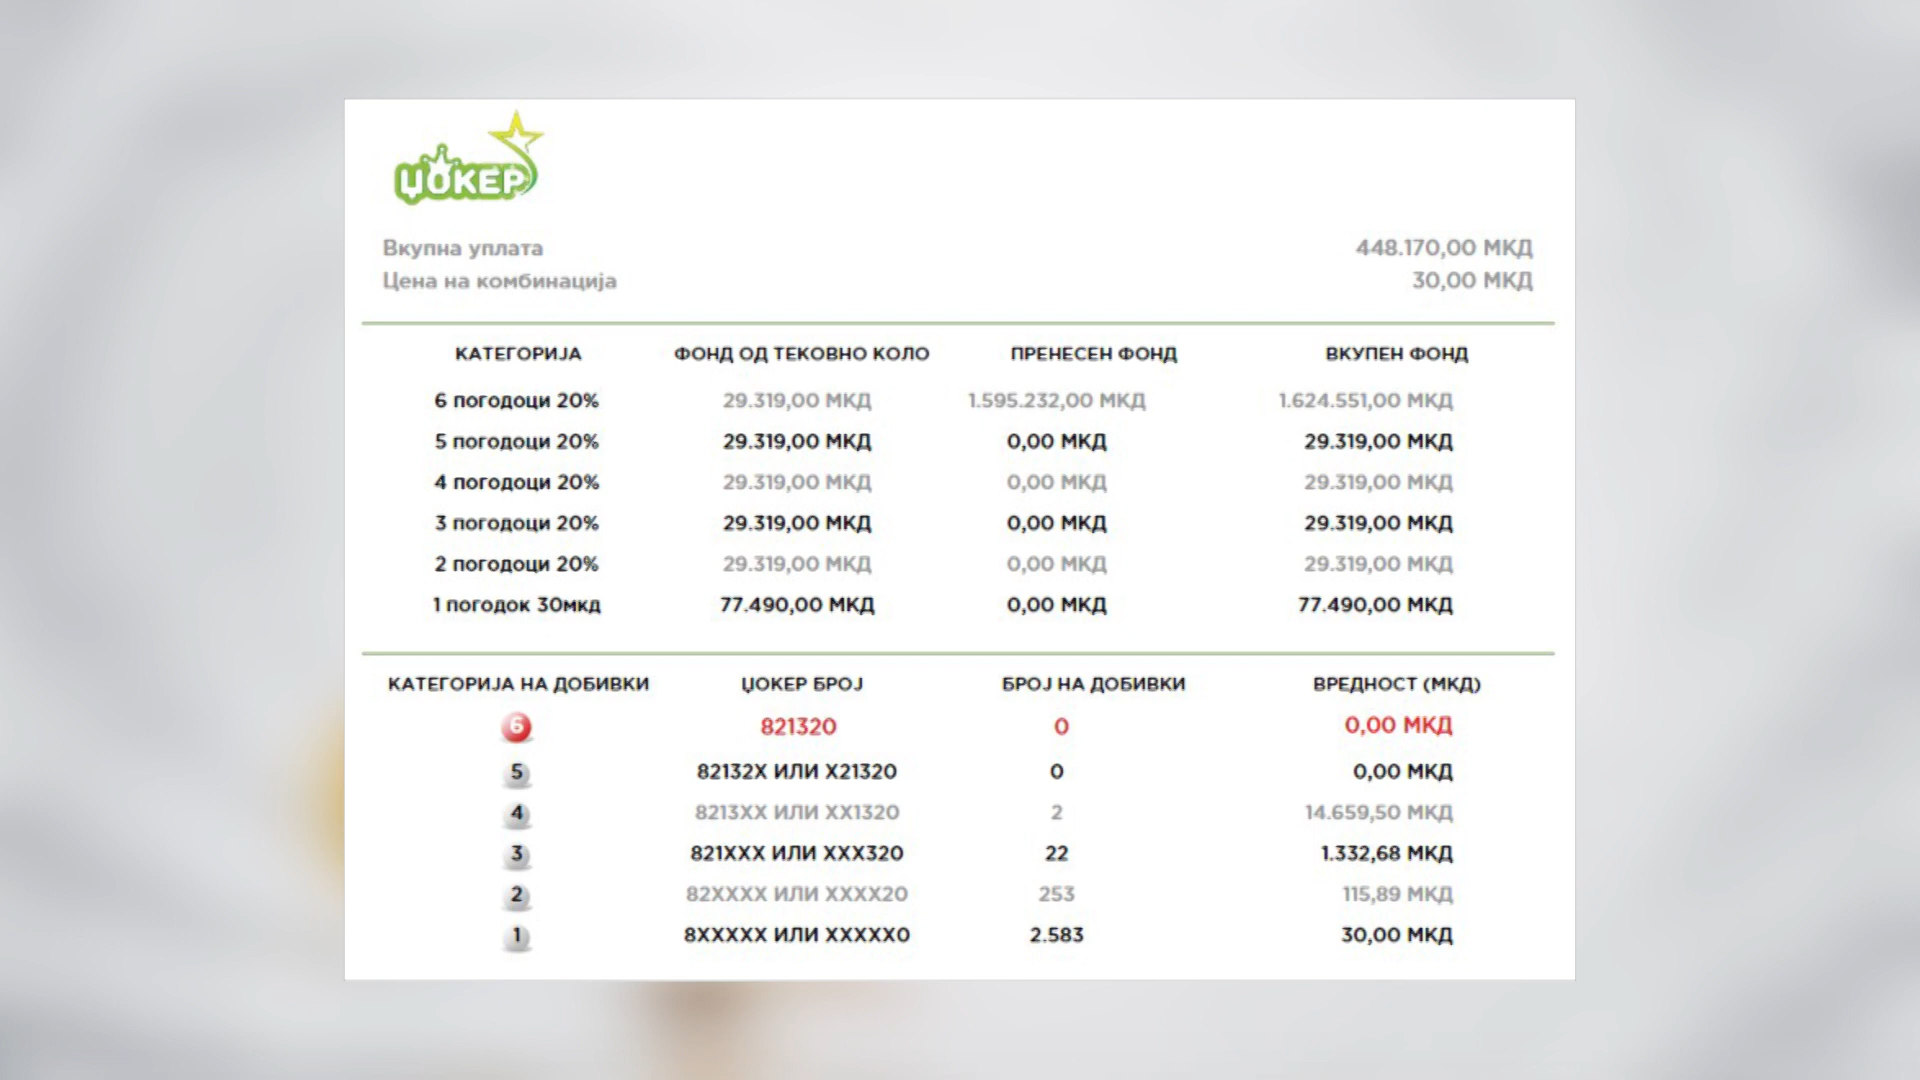 ЏОКЕР
Вкупна уплата 448.170,00 МКД
Цена на комбинација 30,00 МКД
КАТЕГОРИЈА ФОНД ОД ТЕКОВНО КОЛО ПРЕНЕСЕН ФОНД ВКУПЕН ФОНД
6 погодоци 20% 29.319,00 МКД 1.595.232,00 МКД 1.624.551,00 МКД
5 погодоци 20% 29.319,00 МКД 0,00 МКД 29.319,00 МКД
4 погодоци 20% 29.319,00 МКД 0,00 МКД 29.319,00 МКД
3 погодоци 20% 29.319,00 МКД 0,00 МКД 29.319,00 МКД
2 погодоци 20% 29.319,00 МКД 0,00 МКД 29.319,00 МКД
1 погодок 30мкд 77.490,00 МКД 0,00 МКД 77.490,00 МКД
КАТЕГОРИЈА НА ДОБИВКИ ЏОКЕР БРОЈ БРОЈ НА ДОБИВКИ ВРЕДНОСТ (МКД)
6 821320 0 0,00 МКД
5 82132X ИЛИ X21320 0 0,00 МКД
4 8213XX ИЛИ XX1320 2 14.659,50 МКД
3 821XXX ИЛИ XXX320 22 1.332,68 МКД
2 82XXXX ИЛИ XXXX20 253 115,89 МКД
1 8XXXXX ИЛИ XXXXX0 2.583 30,00 МКД